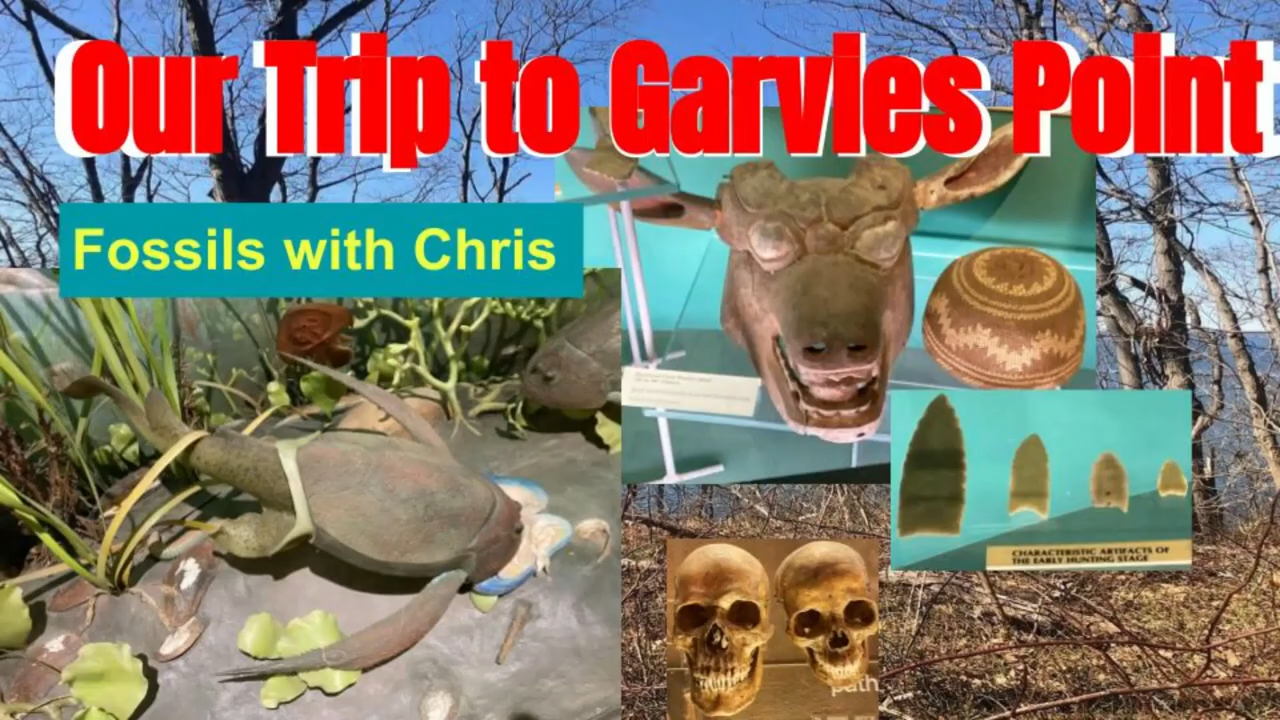 Our Trip to Garvies Point
Fossils with Chris
CHARACTERISTIC ARTIFACTS OF
THE EARLY HUNTING STAGE
path